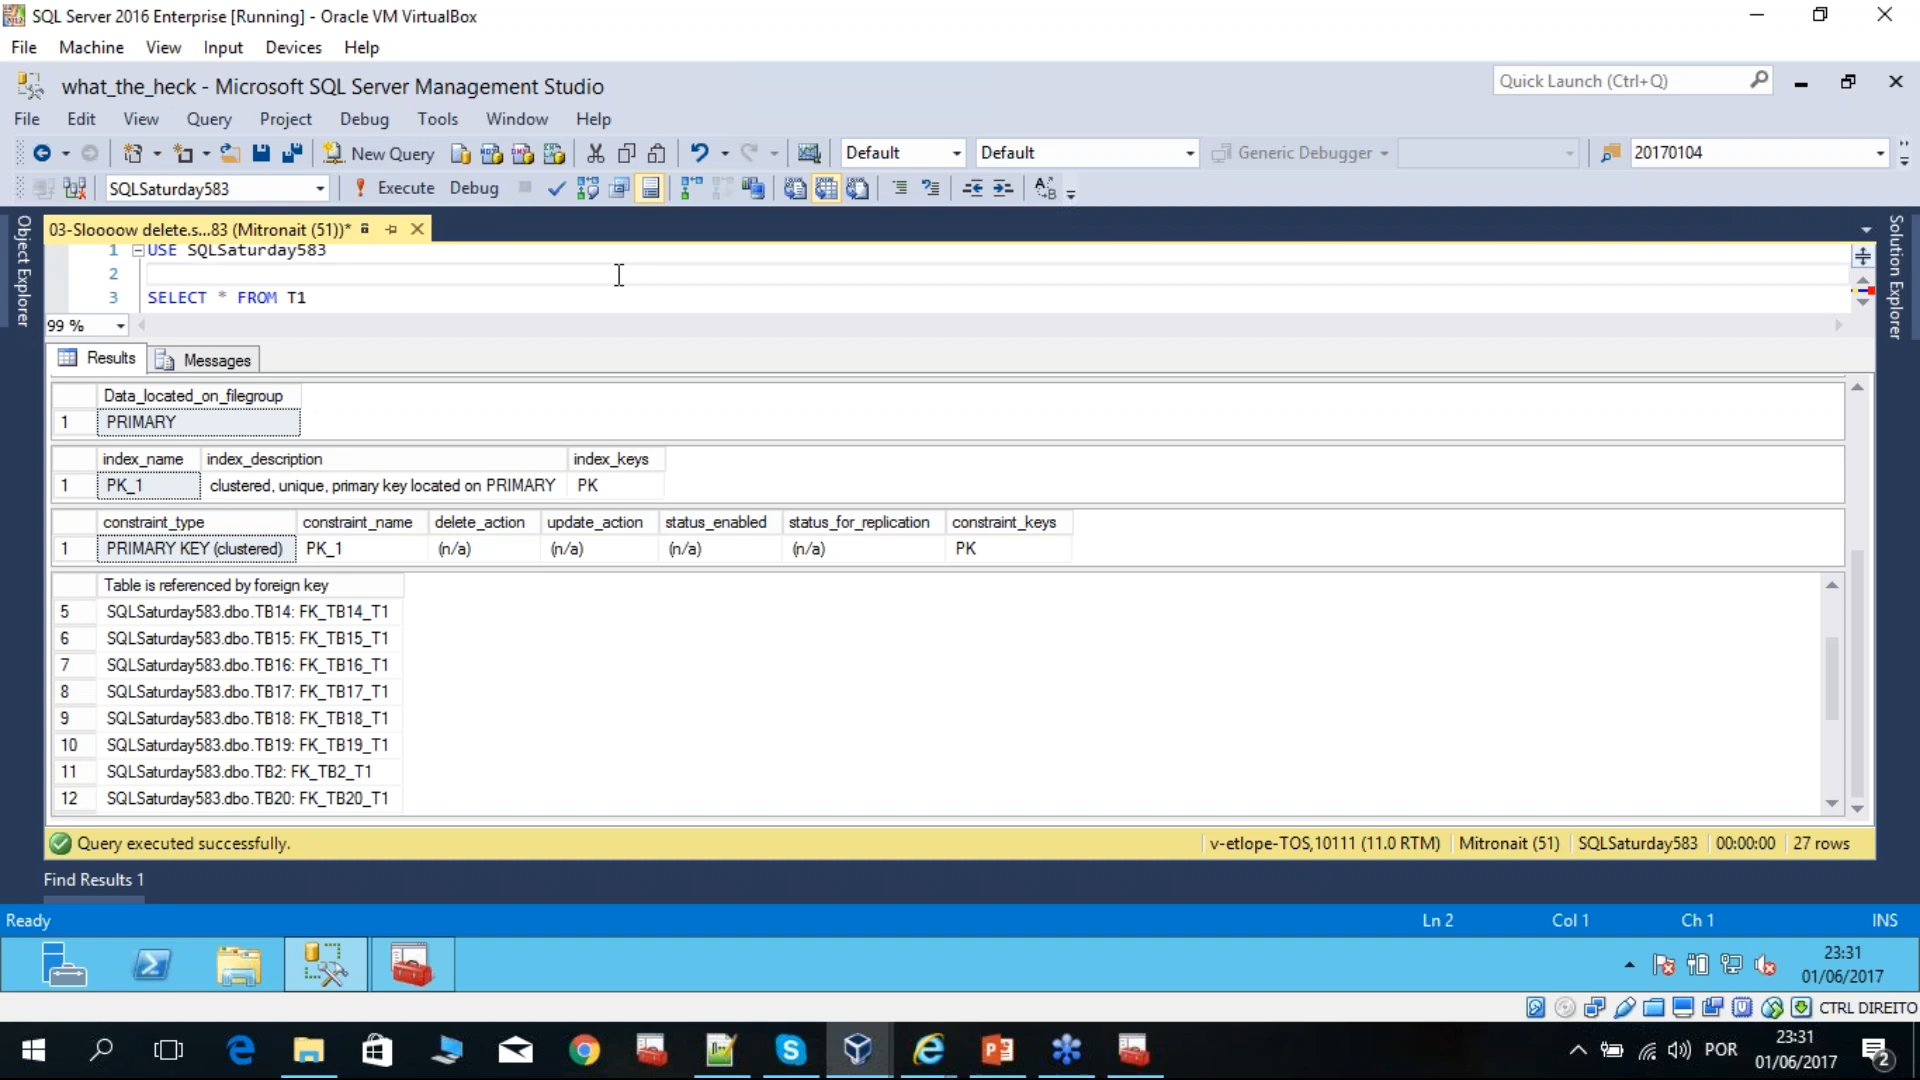 SQL Server 2016 Enterprise [Running] - Oracle VM VirtualBox
File Machine View Input Devices Help
what_the_heck - Microsoft SQL Server Management Studio
Quick Launch (Ctrl+Q)
File Edit View Query Project Debug Tools Window Help
New Query Default Default Generic Debugger 20170104
SQLSaturday583 Execute Debug
Object Explorer
Solution Explorer
03-Sloooow delete.s...83 (Mitronait (51))*
1 USE SQLSaturday583
2
3 SELECT * FROM T1
99 %
Results Messages
Data_located_on_filegroup
1 PRIMARY
index_name index_description index_keys
1 PK_1 clustered, unique, primary key located on PRIMARY PK
constraint_type constraint_name delete_action update_action status_enabled status_for_replication constraint_keys
1 PRIMARY KEY (clustered) PK_1 (n/a) (n/a) (n/a) (n/a) PK
Table is referenced by foreign key
5 SQLSaturday583.dbo.TB14: FK_TB14_T1
6 SQLSaturday583.dbo.TB15: FK_TB15_T1
7 SQLSaturday583.dbo.TB16: FK_TB16_T1
8 SQLSaturday583.dbo.TB17: FK_TB17_T1
9 SQLSaturday583.dbo.TB18: FK_TB18_T1
10 SQLSaturday583.dbo.TB19: FK_TB19_T1
11 SQLSaturday583.dbo.TB2: FK_TB2_T1
12 SQLSaturday583.dbo.TB20: FK_TB20_T1
Query executed successfully. v-etlope-TOS,10111 (11.0 RTM) Mitronait (51) SQLSaturday583 00:00:00 27 rows
Find Results 1
Ready Ln 2 Col 1 Ch 1 INS
23:31
01/06/2017
CTRL DIREITO
POR
23:31
01/06/2017
2